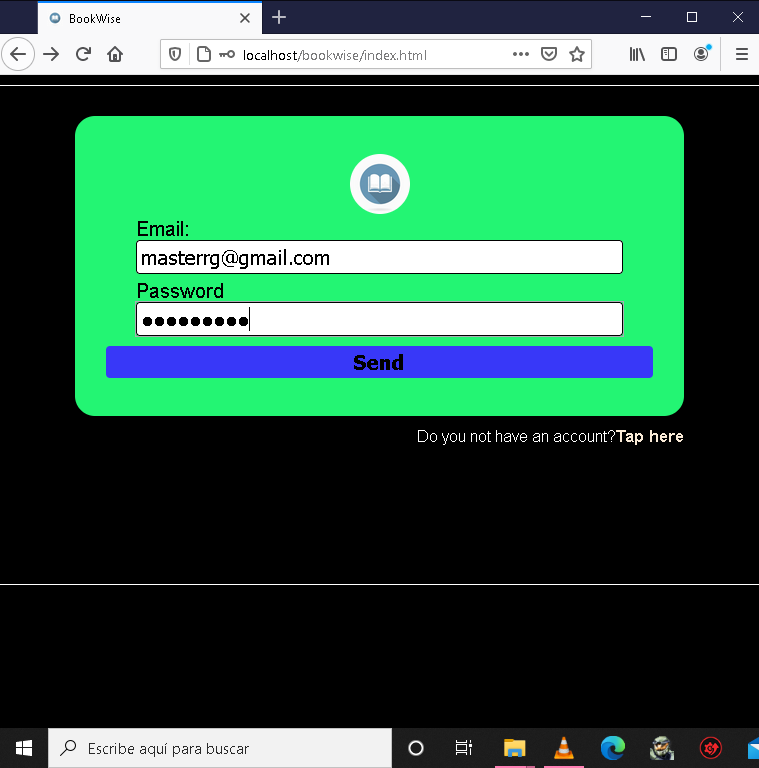 BookWise
localhost/bookwise/index.html
Email:
masterrg@gmail.com
Password
Send
Do you not have an account?Tap here
Escribe aquí para buscar